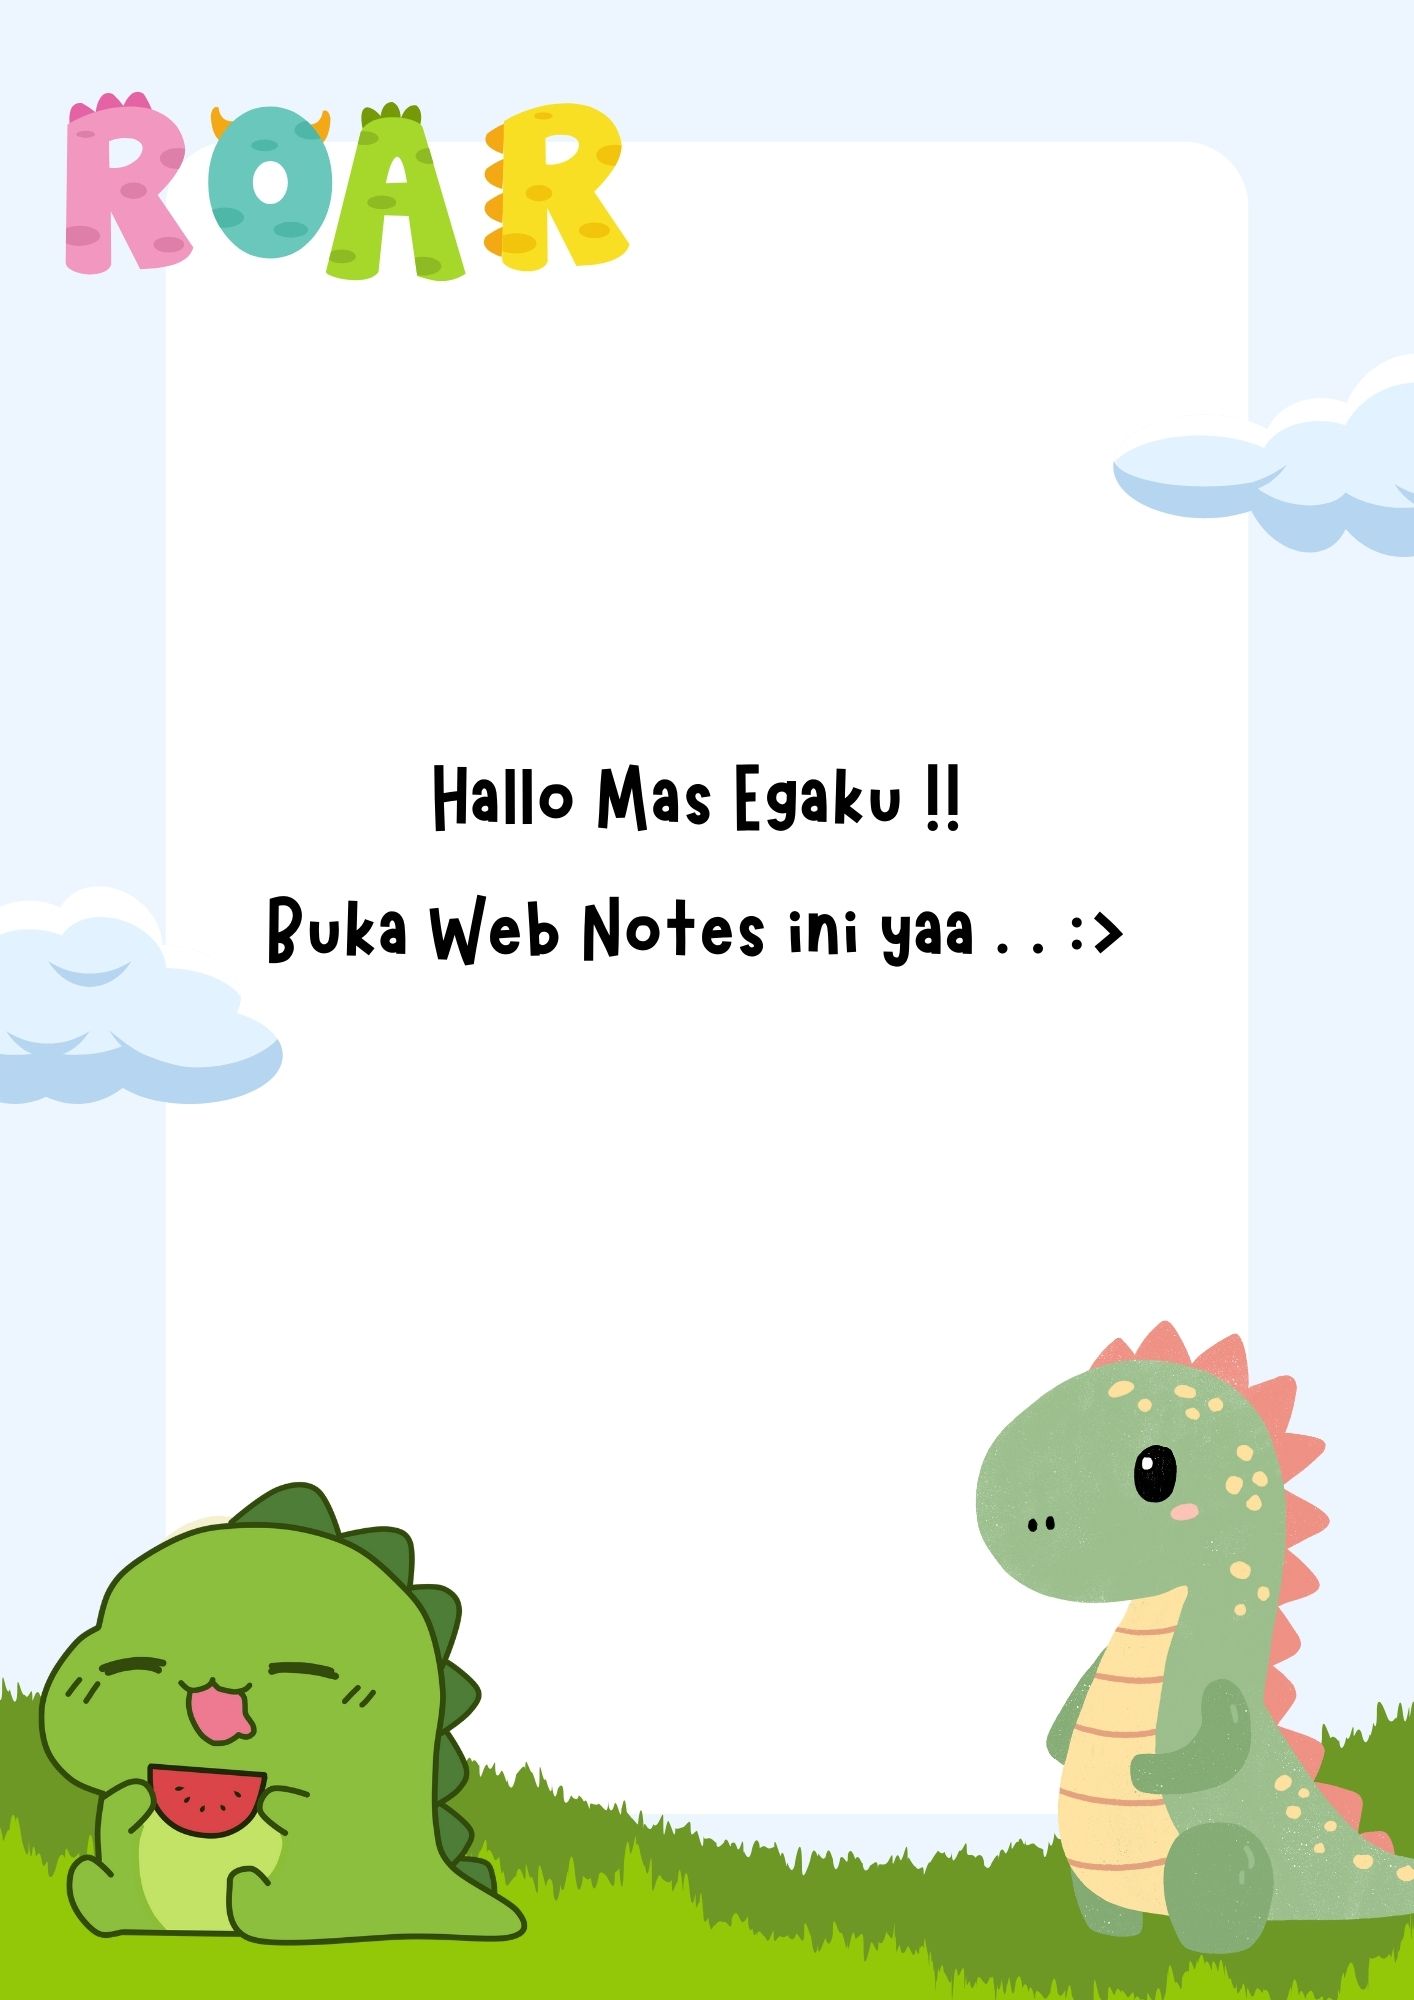 ROAR
Hallo Mas Egaku !!
Buka Web Notes ini yaa . . :>